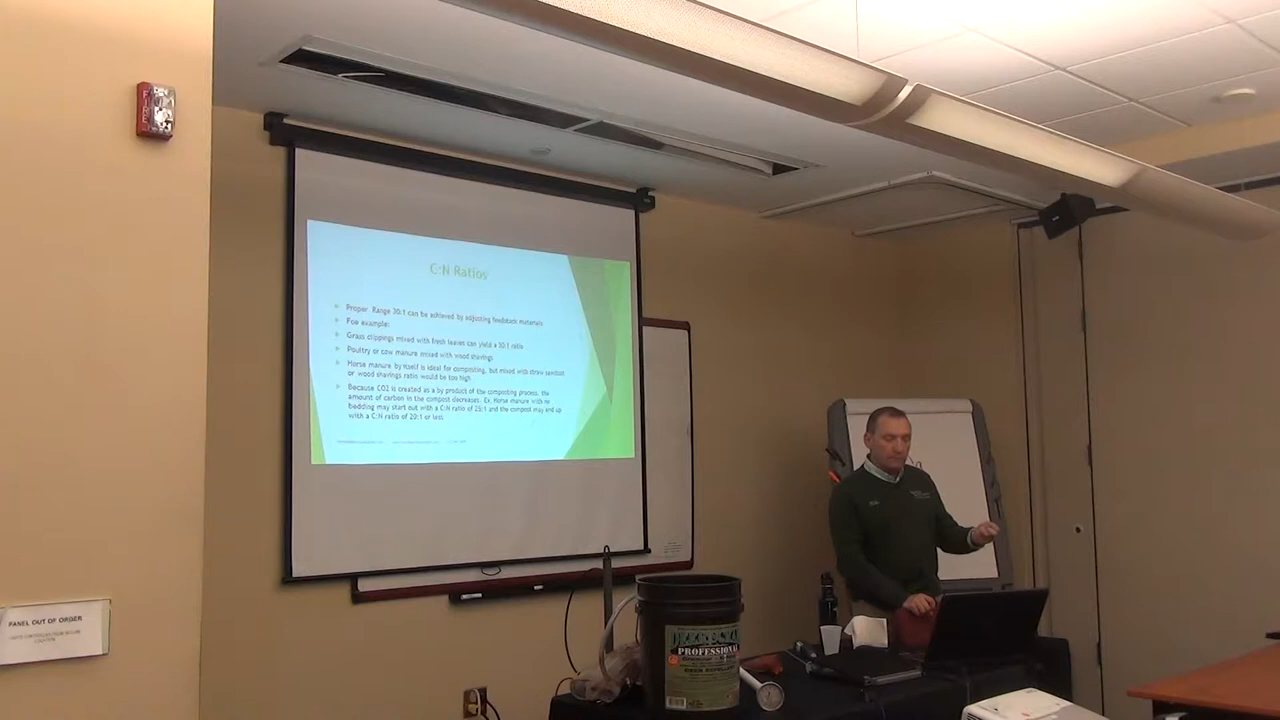 FIRE
C:N Ratios
Proper Range 30:1 can be achieved by adjusting feedstock materials
Foe example:
Grass clippings mixed with fresh leaves can yield a 30:1 ratio
Poultry or cow manure mixed with wood shavings
Horse manure by itself is ideal for composting, but mixed with straw sawdust
or wood shavings ratio would be too high
Because CO2 is created as a by product of the composting process, the
amount of carbon in the compost decreases. Ex. Horse manure with no
bedding may start out with a C:N ratio of 25:1 and the compost may end up
with a C:N ratio of 20:1 or less.
PANEL OUT OF ORDER
PROFESSIONAL
DEER REPELLENT